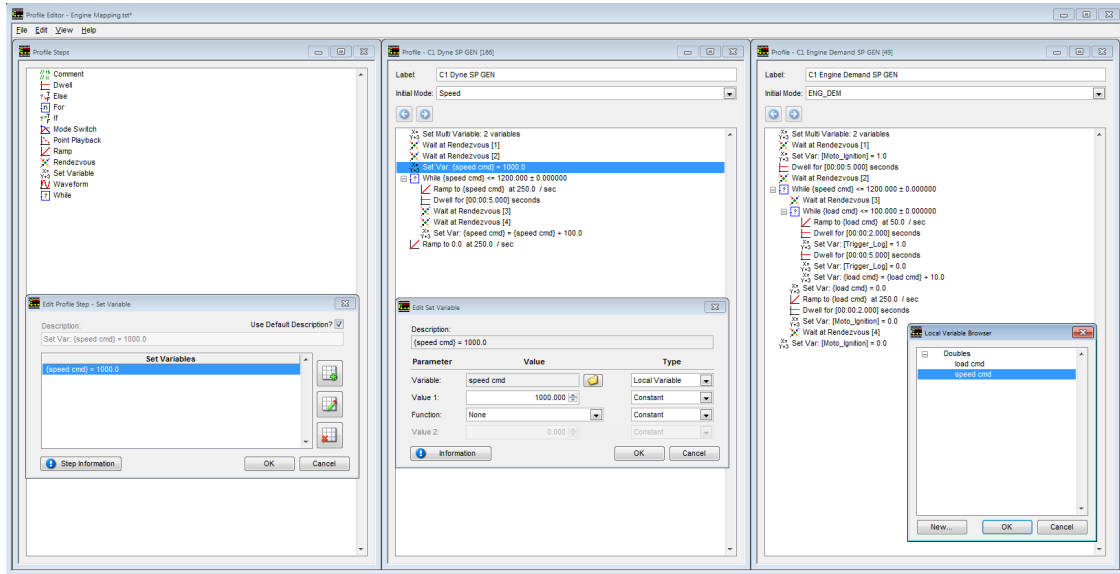 Profile Editor - Engine Mapping.tst*
File Edit View Help
Profile Steps
Comment
Dwell
Else
For
If
Mode Switch
Point Playback
Ramp
Rendezvous
Set Variable
Waveform
While
Edit Profile Step - Set Variable
Description:
Use Default Description?
Set Var: {speed cmd} = 1000.0
Set Variables
{speed cmd} = 1000.0
Step Information
OK
Cancel
Profile - C1 Dyne SP GEN [166]
Label: C1 Dyne SP GEN
Initial Mode: Speed
Set Multi Variable: 2 variables
Wait at Rendezvous [1]
Wait at Rendezvous [2]
Set Var: {speed cmd} = 1000.0
While {speed cmd} <= 1200.000 ± 0.000000
Ramp to {speed cmd} at 250.0 / sec
Dwell for [00:00:5.000] seconds
Wait at Rendezvous [3]
Wait at Rendezvous [4]
Set Var: {speed cmd} = {speed cmd} + 100.0
Ramp to 0.0 at 250.0 / sec
Edit Set Variable
Description:
{speed cmd} = 1000.0
Parameter Value Type
Variable: speed cmd Local Variable
Value 1: 1000.000 Constant
Function: None Constant
Value 2: 0.000 Constant
Information
OK
Cancel
Profile - C1 Engine Demand SP GEN [49]
Label: C1 Engine Demand SP GEN
Initial Mode: ENG_DEM
Set Multi Variable: 2 variables
Wait at Rendezvous [1]
Set Var: [Moto_Ignition] = 1.0
Dwell for [00:00:5.000] seconds
Wait at Rendezvous [2]
While {speed cmd} <= 1200.000 ± 0.000000
Wait at Rendezvous [3]
While {load cmd} <= 100.000 ± 0.000000
Ramp to {load cmd} at 50.0 / sec
Dwell for [00:00:2.000] seconds
Set Var: [Trigger_Log] = 1.0
Dwell for [00:00:5.000] seconds
Set Var: [Trigger_Log] = 0.0
Set Var: {load cmd} = {load cmd} + 10.0
Set Var: {load cmd} = 0.0
Ramp to {load cmd} at 250.0 / sec
Dwell for [00:00:2.000] seconds
Set Var: [Moto_Ignition] = 0.0
Wait at Rendezvous [4]
Set Var: [Moto_Ignition] = 0.0
Local Variable Browser
Doubles
load cmd
speed cmd
New...
OK
Cancel